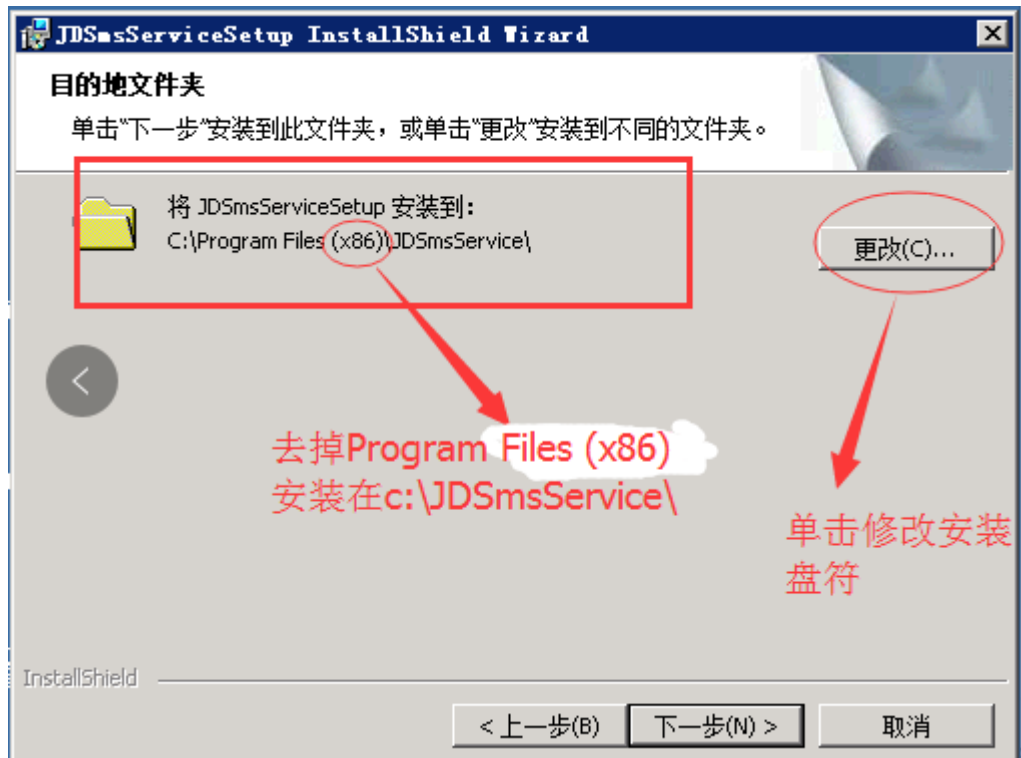 JDSmsServiceSetup InstallShield Wizard
目的地文件夹
单击“下一步”安装到此文件夹，或单击“更改”安装到不同的文件夹。
将 JDSmsServiceSetup 安装到：
C:\Program Files (x86)\JDSmsService\
更改(C)...
去掉Program Files (x86)
安装在c:\JDSmsService\
单击修改安装
盘符
InstallShield
< 上一步(B)
下一步(N) >
取消